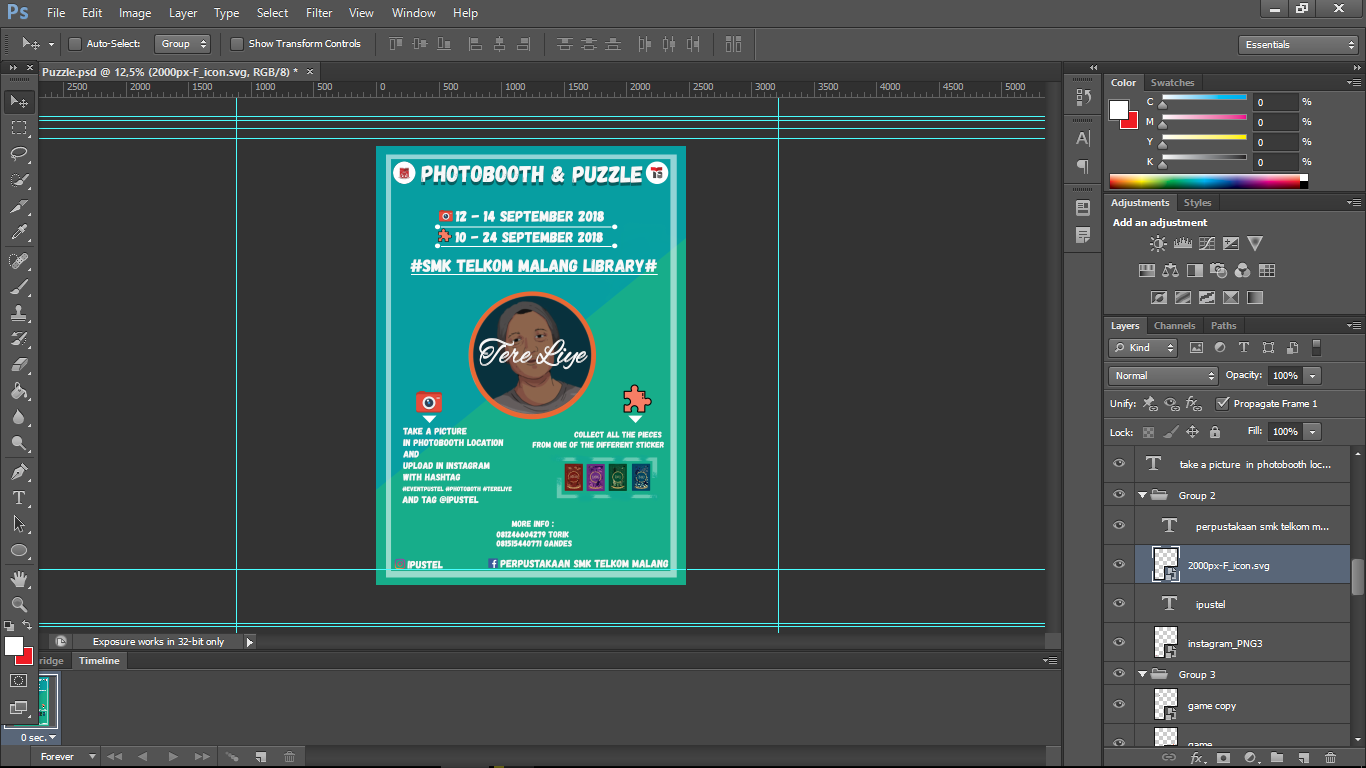 Ps File Edit Image Layer Type Select Filter View Window Help
Auto-Select: Group Show Transform Controls Essentials
Puzzle.psd @ 12,5% (2000px-F_icon.svg, RGB/8) * ×
2500 2000 1500 1000 500 0 500 1000 1500 2000 2500 3000 3500 4000 4500 5000
PHOTOBOOTH & PUZZLE
12 – 14 SEPTEMBER 2018
10 – 24 SEPTEMBER 2018
#SMK TELKOM MALANG LIBRARY#
Tere Liye
TAKE A PICTURE
IN PHOTOBOOTH LOCATION
AND
UPLOAD IN INSTAGRAM
WITH HASHTAG
#EVENTPUSTEL #PHOTOBOTH #TERELIYE
AND TAG @IPUSTEL
COLLECT ALL THE PIECES
FROM ONE OF THE DIFFERENT STICKER
MORE INFO :
081246604279 TORIK
081515440771 GANDES
IPUSTEL
PERPUSTAKAAN SMK TELKOM MALANG
Exposure works in 32-bit only
ridge Timeline
0 sec.
Forever
Color Swatches
C 0 %
M 0 %
Y 0 %
K 0 %
Adjustments Styles
Add an adjustment
Layers Channels Paths
Kind
Normal Opacity: 100%
Unify: Propagate Frame 1
Lock: Fill: 100%
take a picture in photobooth loc...
Group 2
perpustakaan smk telkom m...
2000px-F_icon.svg
ipustel
instagram_PNG3
Group 3
game copy
game
fx